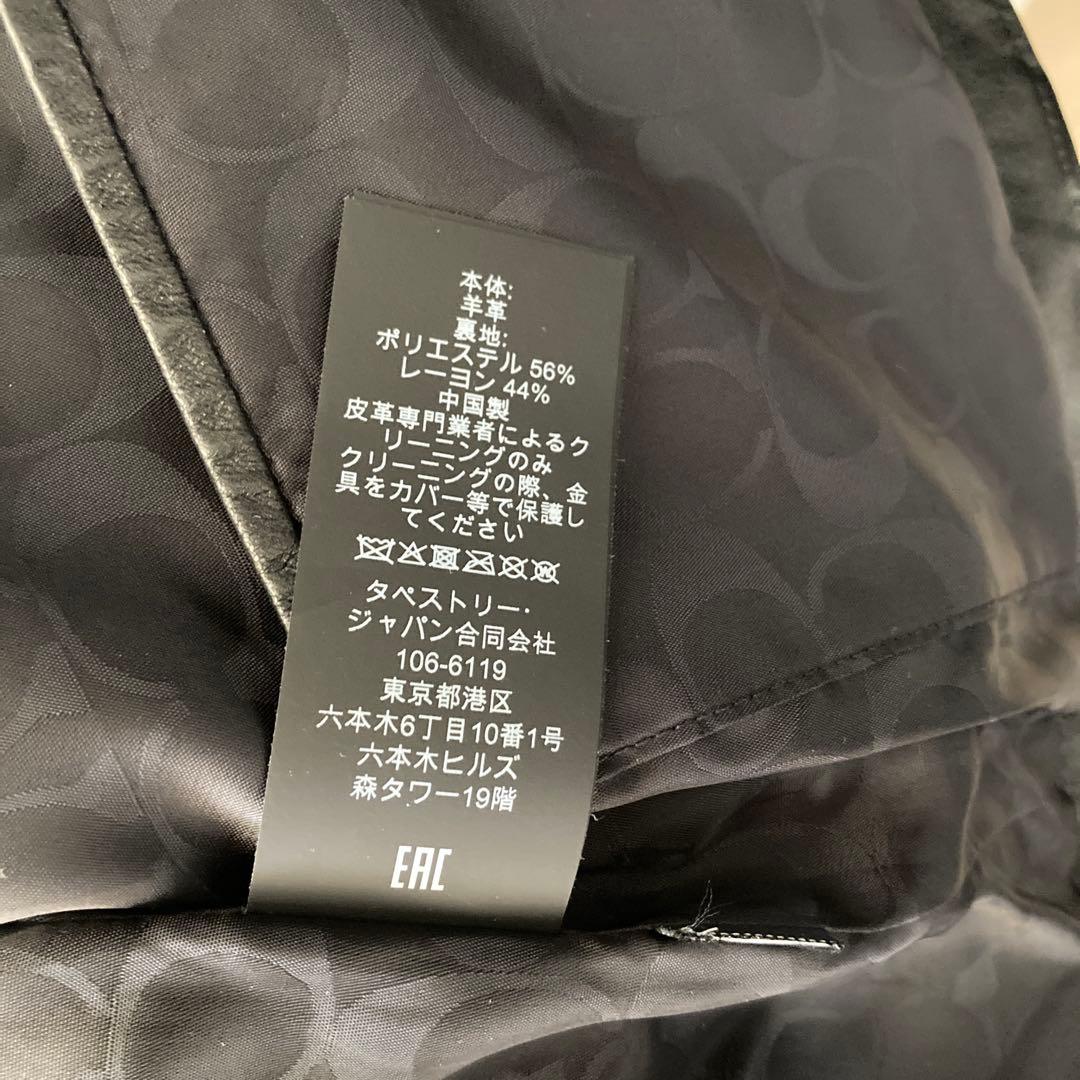 本体:
羊革
裏地:
ポリエステル 56%
レーヨン 44%
中国製
皮革専門業者によるク
リーニングのみ
クリーニングの際、金
具をカバー等で保護し
てください
タペストリー・
ジャパン合同会社
106-6119
東京都港区
六本木6丁目10番1号
六本木ヒルズ
森タワー19階
EAC